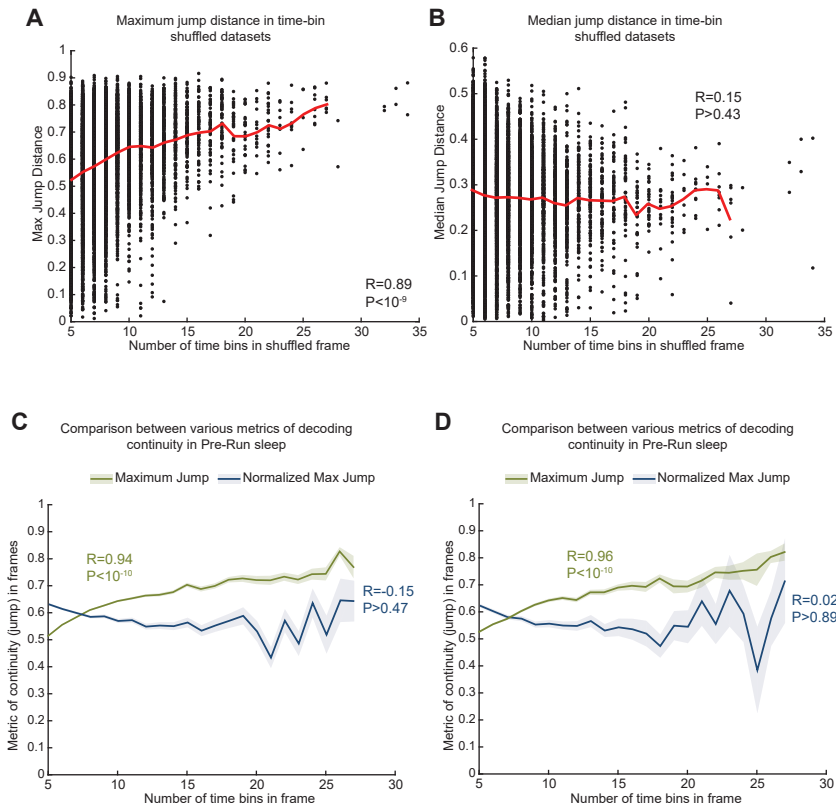 A
Maximum jump distance in time-bin
shuffled datasets
Max Jump Distance
1
0.9
0.8
0.7
0.6
0.5
0.4
0.3
0.2
0.1
0
R=0.89
P<10⁻⁹
5 10 15 20 25 30 35
Number of time bins in shuffled frame
B
Median jump distance in time-bin
shuffled datasets
Median Jump Distance
0.6
0.5
0.4
0.3
0.2
0.1
0
R=0.15
P>0.43
5 10 15 20 25 30 35
Number of time bins in shuffled frame
C
Comparison between various metrics of decoding
continuity in Pre-Run sleep
Maximum Jump Normalized Max Jump
Metric of continuity (jump) in frames
1
0.9
0.8
0.7
0.6
0.5
0.4
0.3
0.2
0.1
0
R=0.94
P<10⁻¹⁰
R=-0.15
P>0.47
5 10 15 20 25 30
Number of time bins in frame
D
Comparison between various metrics of decoding
continuity in Pre-Run sleep
Maximum Jump Normalized Max Jump
Metric of continuity (jump) in frames
1
0.9
0.8
0.7
0.6
0.5
0.4
0.3
0.2
0.1
0
R=0.96
P<10⁻¹⁰
R=0.02
P>0.89
5 10 15 20 25 30
Number of time bins in frame